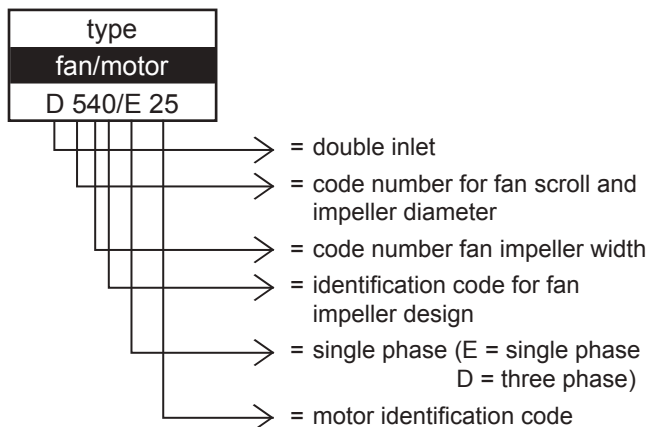 type
fan/motor
D 540/E 25
= double inlet
= code number for fan scroll and
impeller diameter
= code number fan impeller width
= identification code for fan
impeller design
= single phase (E = single phase
D = three phase)
= motor identification code